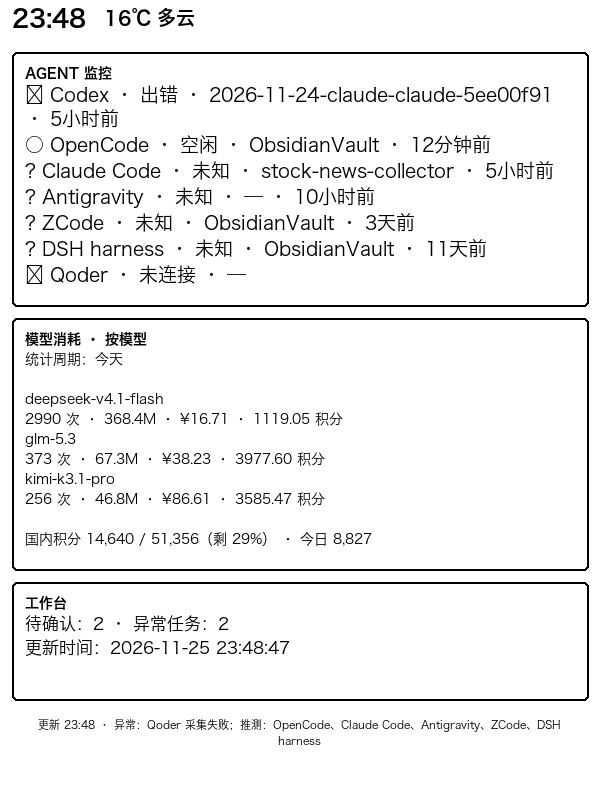 23:48 16℃ 多云
AGENT 监控
☒ Codex · 出错 · 2026-11-24-claude-claude-5ee00f91
· 5小时前
○ OpenCode · 空闲 · ObsidianVault · 12分钟前
? Claude Code · 未知 · stock-news-collector · 5小时前
? Antigravity · 未知 · — · 10小时前
? ZCode · 未知 · ObsidianVault · 3天前
? DSH harness · 未知 · ObsidianVault · 11天前
☒ Qoder · 未连接 · —
模型消耗 · 按模型
统计周期：今天
deepseek-v4.1-flash
2990 次 · 368.4M · ¥16.71 · 1119.05 积分
glm-5.3
373 次 · 67.3M · ¥38.23 · 3977.60 积分
kimi-k3.1-pro
256 次 · 46.8M · ¥86.61 · 3585.47 积分
国内积分 14,640 / 51,356（剩 29%） · 今日 8,827
工作台
待确认：2 · 异常任务：2
更新时间：2026-11-25 23:48:47
更新 23:48 · 异常：Qoder 采集失败；推测：OpenCode、Claude Code、Antigravity、ZCode、DSH
harness